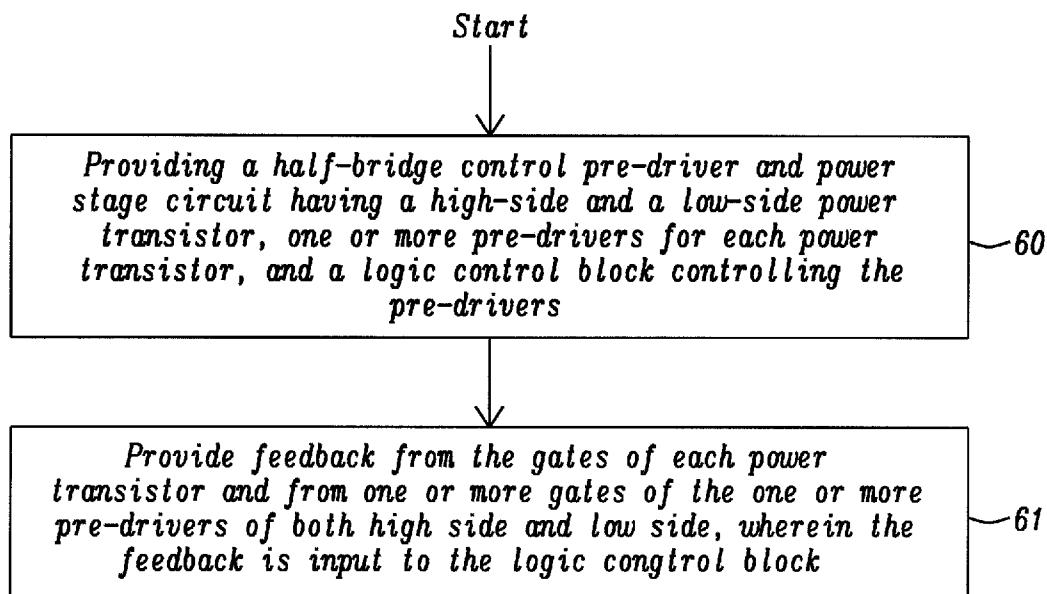 Start
Providing a half-bridge control pre-driver and power
stage circuit having a high-side and a low-side power
transistor, one or more pre-drivers for each power
transistor, and a logic control block controlling the
pre-drivers
60
Provide feedback from the gates of each power
transistor and from one or more gates of the one or more
pre-drivers of both high side and low side, wherein the
feedback is input to the logic congtrol block
61